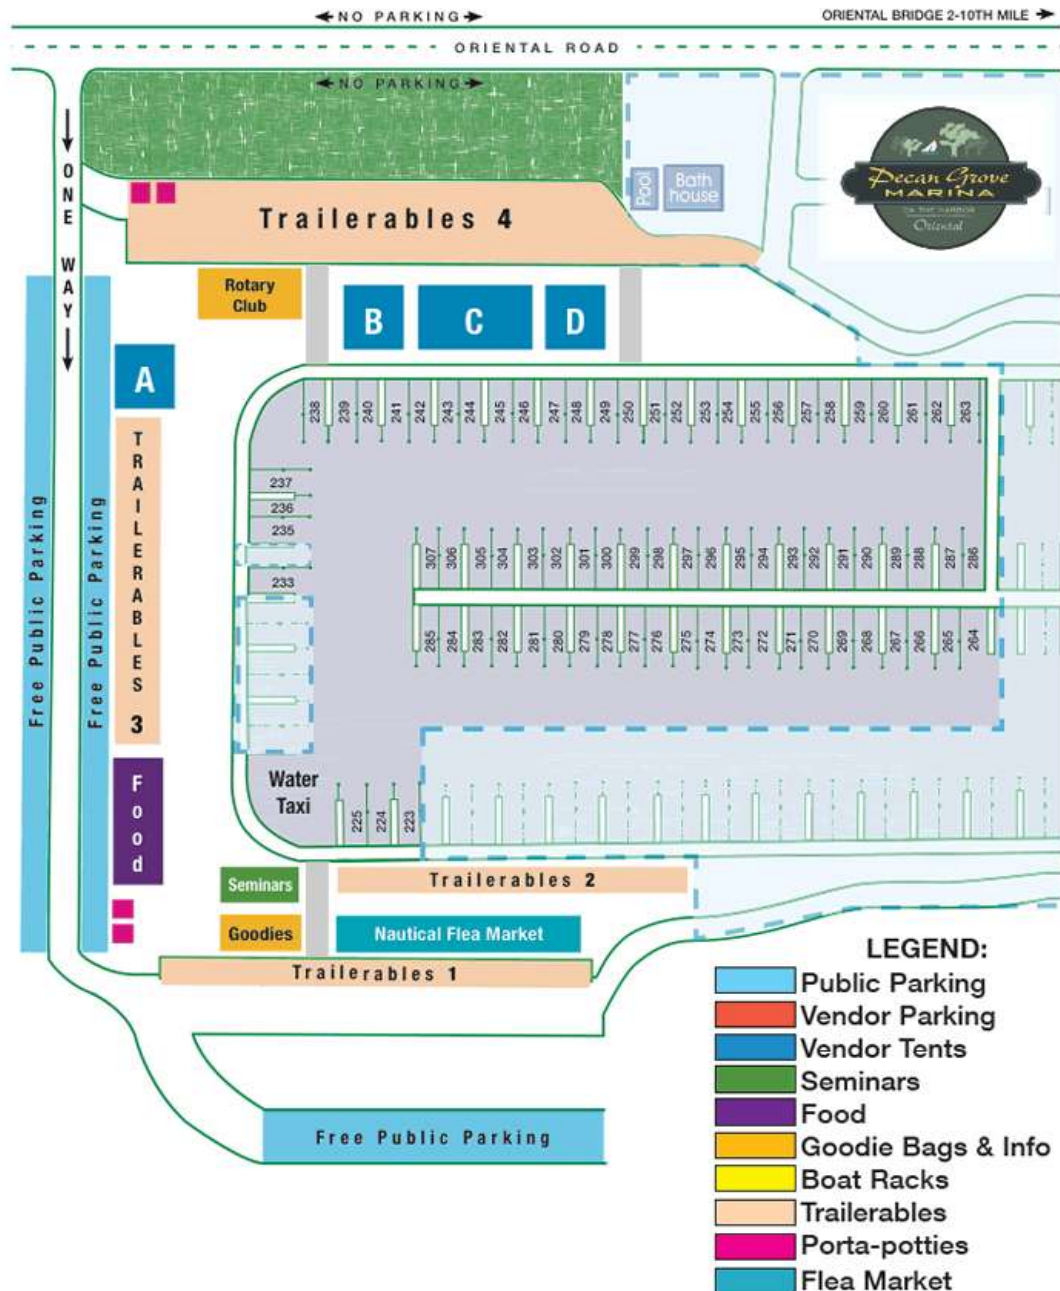 NO PARKING
ORIENTAL BRIDGE 2-10TH MILE
ORIENTAL ROAD
NO PARKING
ONE WAY
Pool
Bath
house
Pecan Grove
MARINA
ON THE HARBOR
Oriental
Trailerables 4
Rotary
Club
B
C
D
A
238
239
240
241
242
243
244
245
246
247
248
249
250
251
252
253
254
255
256
257
258
259
260
261
262
263
TRAILERABLES 3
Free Public Parking
Free Public Parking
237
236
235
233
307
306
305
304
303
302
301
300
299
298
297
296
295
294
293
292
291
290
289
288
287
286
285
284
283
282
281
280
279
278
277
276
275
274
273
272
271
270
269
268
267
266
265
264
Food
Water
Taxi
225
224
223
Seminars
Trailerables 2
Goodies
Nautical Flea Market
Trailerables 1
Free Public Parking
LEGEND:
Public Parking
Vendor Parking
Vendor Tents
Seminars
Food
Goodie Bags & Info
Boat Racks
Trailerables
Porta-potties
Flea Market